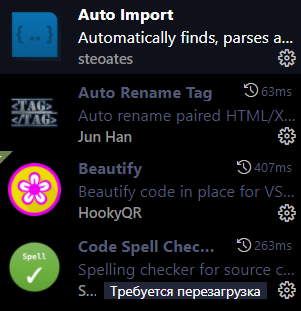 {..}
Auto Import
Automatically finds, parses a...
steoates
<TAG>
</TAG>
Auto Rename Tag 63ms
Auto rename paired HTML/X...
Jun Han
Beautify 407ms
Beautify code in place for VS...
HookyQR
Spell
Code Spell Chec... 263ms
Spelling checker for source c...
S... Требуется перезагрузка